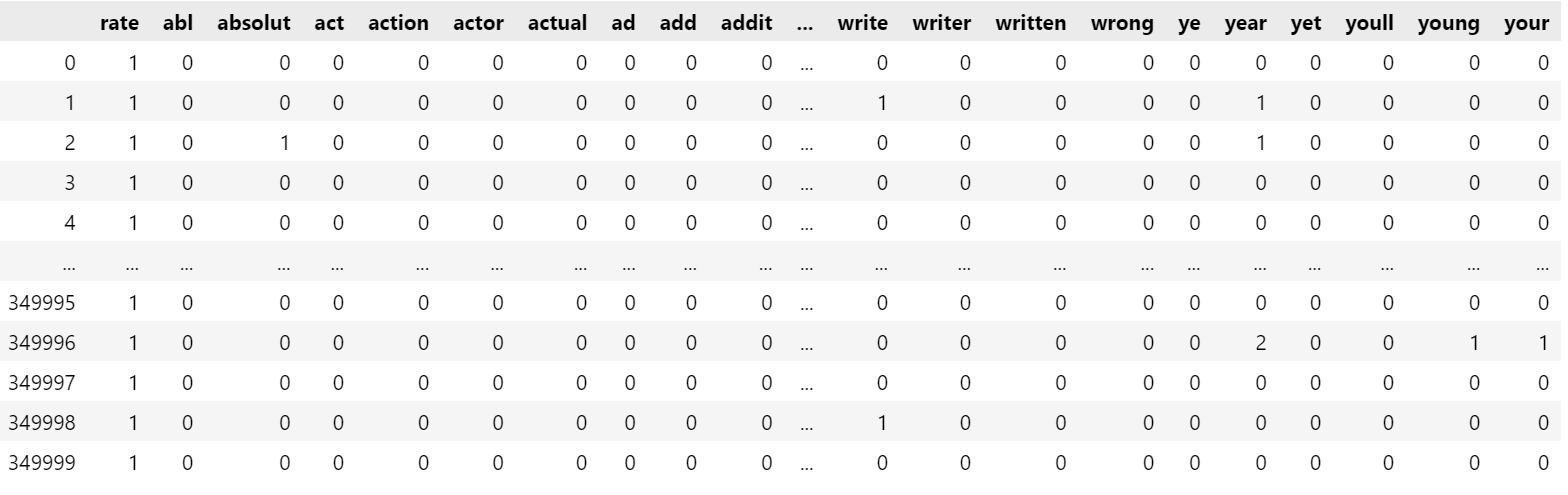 rate abl absolut act action actor actual ad add addit ... write writer written wrong ye year yet youll young your
0 1 0 0 0 0 0 0 0 0 0 ... 0 0 0 0 0 0 0 0 0 0
1 1 0 0 0 0 0 0 0 0 0 ... 1 0 0 0 0 1 0 0 0 0
2 1 0 1 0 0 0 0 0 0 0 ... 0 0 0 0 0 1 0 0 0 0
3 1 0 0 0 0 0 0 0 0 0 ... 0 0 0 0 0 0 0 0 0 0
4 1 0 0 0 0 0 0 0 0 0 ... 0 0 0 0 0 0 0 0 0 0
... ... ... ... ... ... ... ... ... ... ... ... ... ... ... ... ... ... ... ... ... ...
349995 1 0 0 0 0 0 0 0 0 0 ... 0 0 0 0 0 0 0 0 0 0
349996 1 0 0 0 0 0 0 0 0 0 ... 0 0 0 0 0 2 0 0 1 1
349997 1 0 0 0 0 0 0 0 0 0 ... 0 0 0 0 0 0 0 0 0 0
349998 1 0 0 0 0 0 0 0 0 0 ... 1 0 0 0 0 0 0 0 0 0
349999 1 0 0 0 0 0 0 0 0 0 ... 0 0 0 0 0 0 0 0 0 0